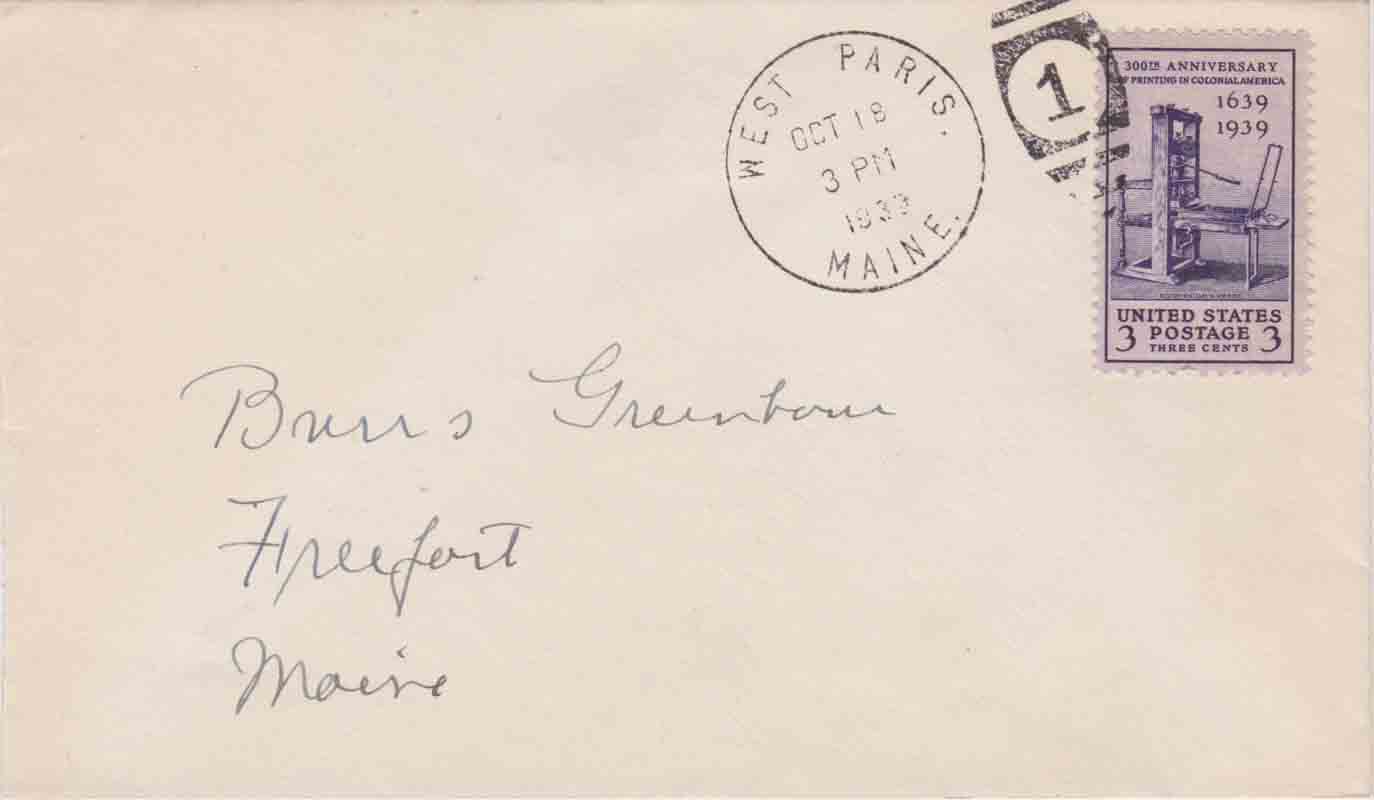 WEST PARIS,
OCT 18
3 PM
1939
MAINE.
1
300TH ANNIVERSARY
OF PRINTING IN COLONIAL AMERICA
1639
1939
UNITED STATES
3 POSTAGE 3
THREE CENTS
Greenbow
Freeport
Maine